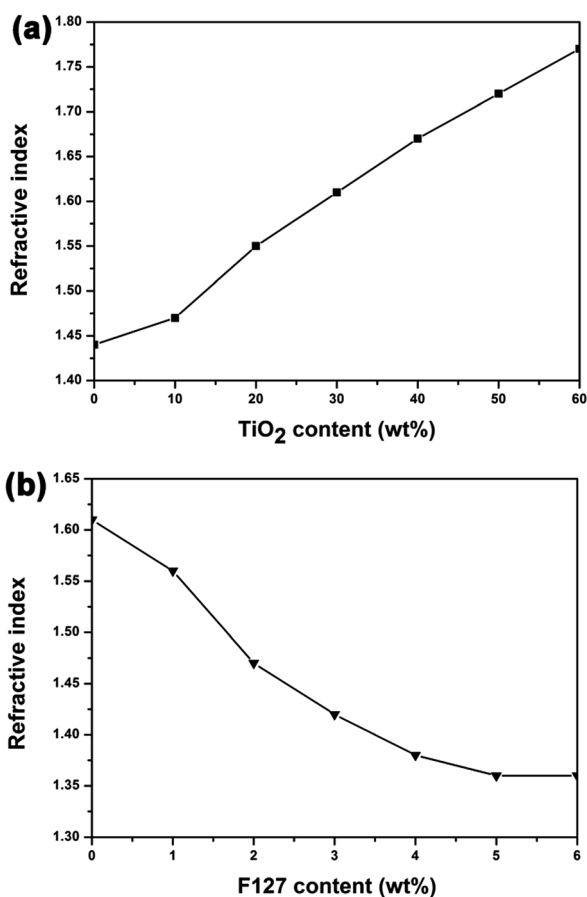 (a)
1.80
1.75
1.70
1.65
1.60
1.55
1.50
1.45
1.40
Refractive index
0 10 20 30 40 50 60
TiO2 content (wt%)
(b)
1.65
1.60
1.55
1.50
1.45
1.40
1.35
1.30
Refractive index
0 1 2 3 4 5 6
F127 content (wt%)